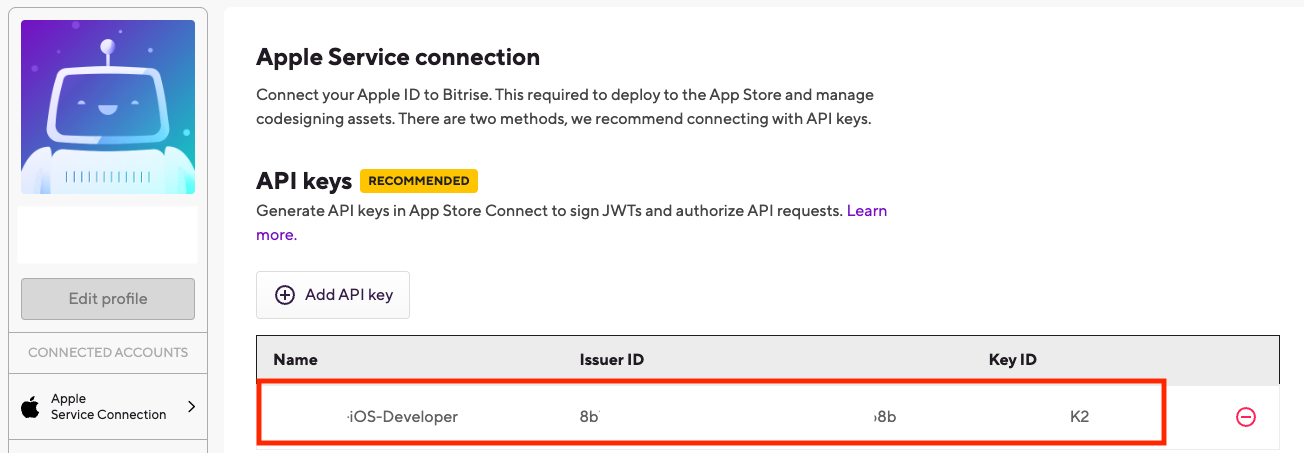 Apple Service connection
Connect your Apple ID to Bitrise. This required to deploy to the App Store and manage
codesigning assets. There are two methods, we recommend connecting with API keys.
API keys RECOMMENDED
Generate API keys in App Store Connect to sign JWTs and authorize API requests. Learn
more.
Add API key
Name Issuer ID Key ID
-iOS-Developer 8b 8b K2
Edit profile
CONNECTED ACCOUNTS
Apple
Service Connection